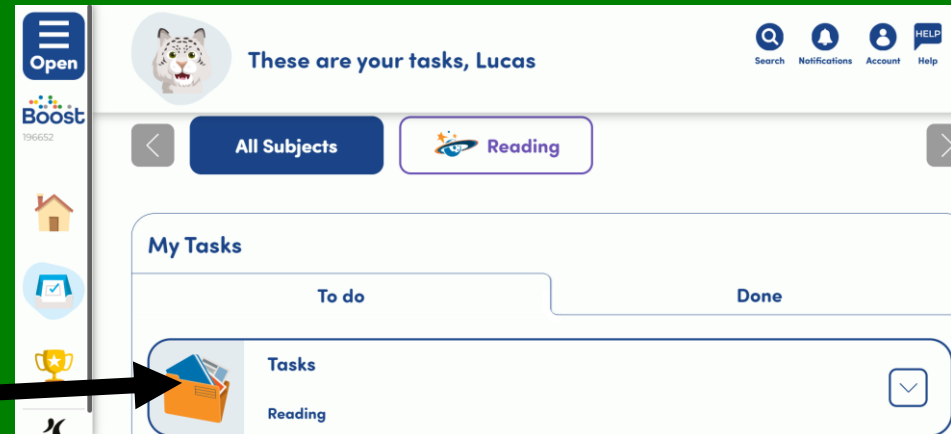 Open
Boost
196652
These are your tasks, Lucas
Search
Notifications
Account
HELP
Help
All Subjects
Reading
My Tasks
To do
Done
Tasks
Reading